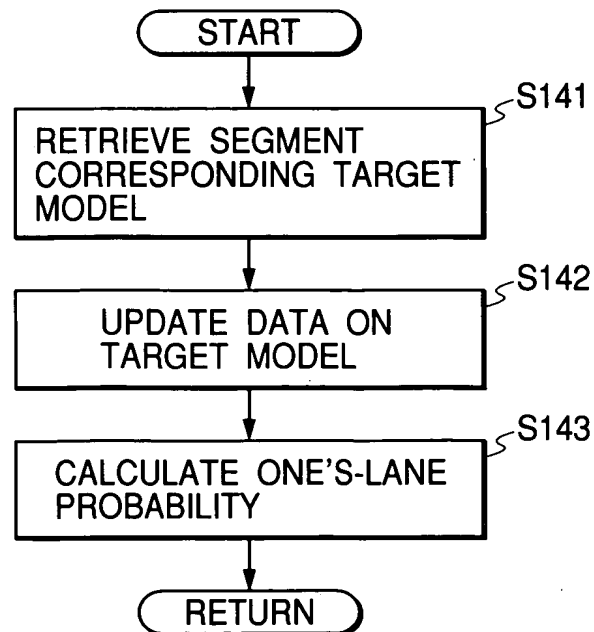 START
S141
RETRIEVE SEGMENT
CORRESPONDING TARGET
MODEL
S142
UPDATE DATA ON
TARGET MODEL
S143
CALCULATE ONE'S-LANE
PROBABILITY
RETURN